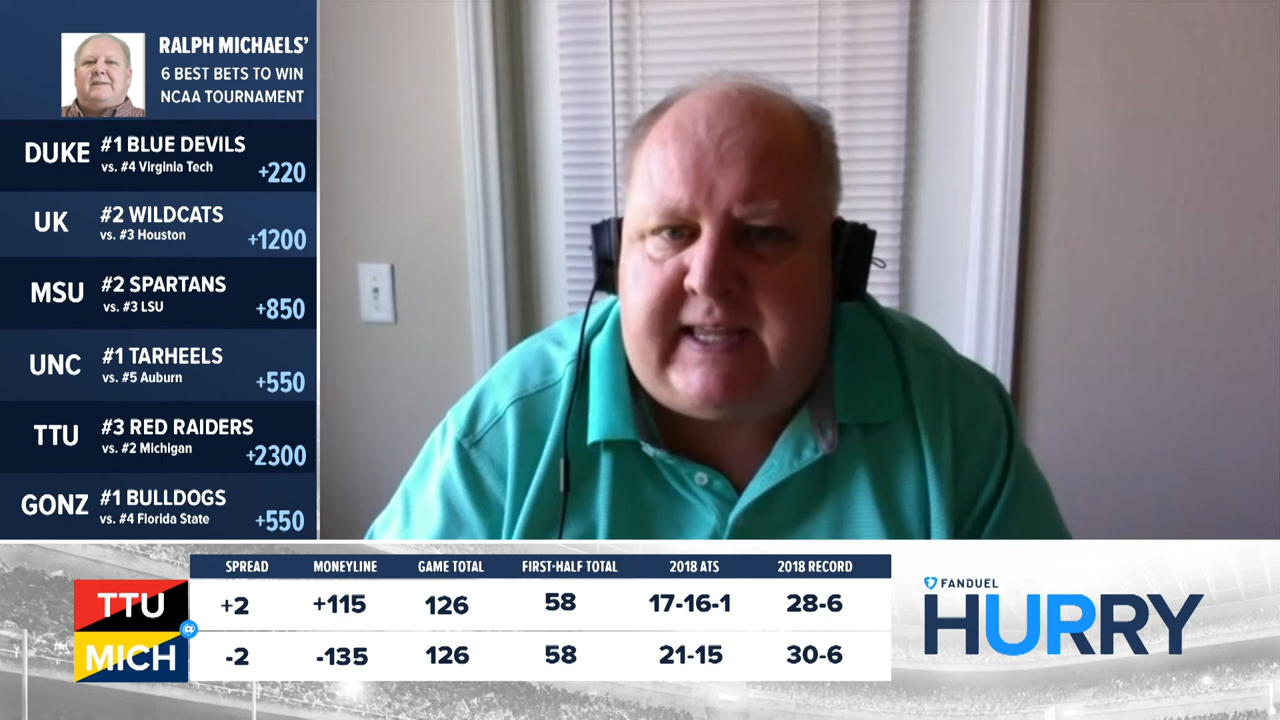 RALPH MICHAELS'
6 BEST BETS TO WIN
NCAA TOURNAMENT
DUKE #1 BLUE DEVILS
vs. #4 Virginia Tech +220
UK #2 WILDCATS
vs. #3 Houston +1200
MSU #2 SPARTANS
vs. #3 LSU +850
UNC #1 TARHEELS
vs. #5 Auburn +550
TTU #3 RED RAIDERS
vs. #2 Michigan +2300
GONZ #1 BULLDOGS
vs. #4 Florida State +550
SPREAD MONEYLINE GAME TOTAL FIRST-HALF TOTAL 2018 ATS 2018 RECORD
TTU +2 +115 126 58 17-16-1 28-6
@
MICH -2 -135 126 58 21-15 30-6
FANDUEL
HURRY
UP